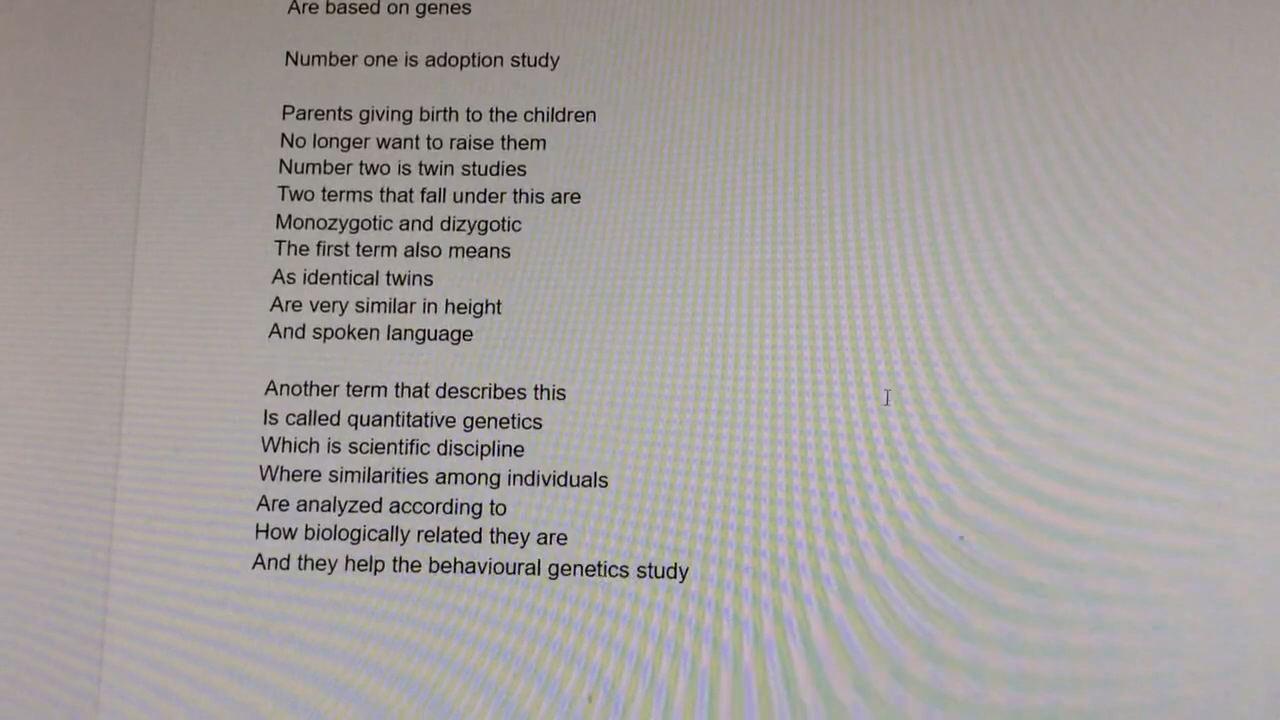 Are based on genes
Number one is adoption study
Parents giving birth to the children
No longer want to raise them
Number two is twin studies
Two terms that fall under this are
Monozygotic and dizygotic
The first term also means
As identical twins
Are very similar in height
And spoken language
Another term that describes this
Is called quantitative genetics
Which is scientific discipline
Where similarities among individuals
Are analyzed according to
How biologically related they are
And they help the behavioural genetics study